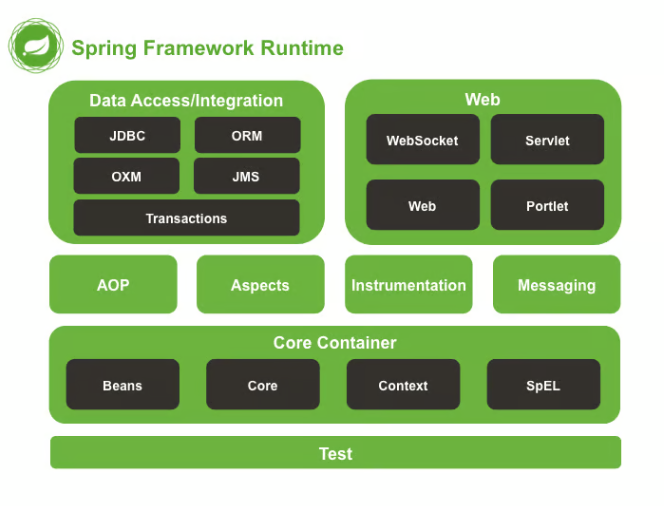 Spring Framework Runtime
Data Access/Integration
JDBC
ORM
OXM
JMS
Transactions
Web
WebSocket
Servlet
Web
Portlet
AOP
Aspects
Instrumentation
Messaging
Core Container
Beans
Core
Context
SpEL
Test